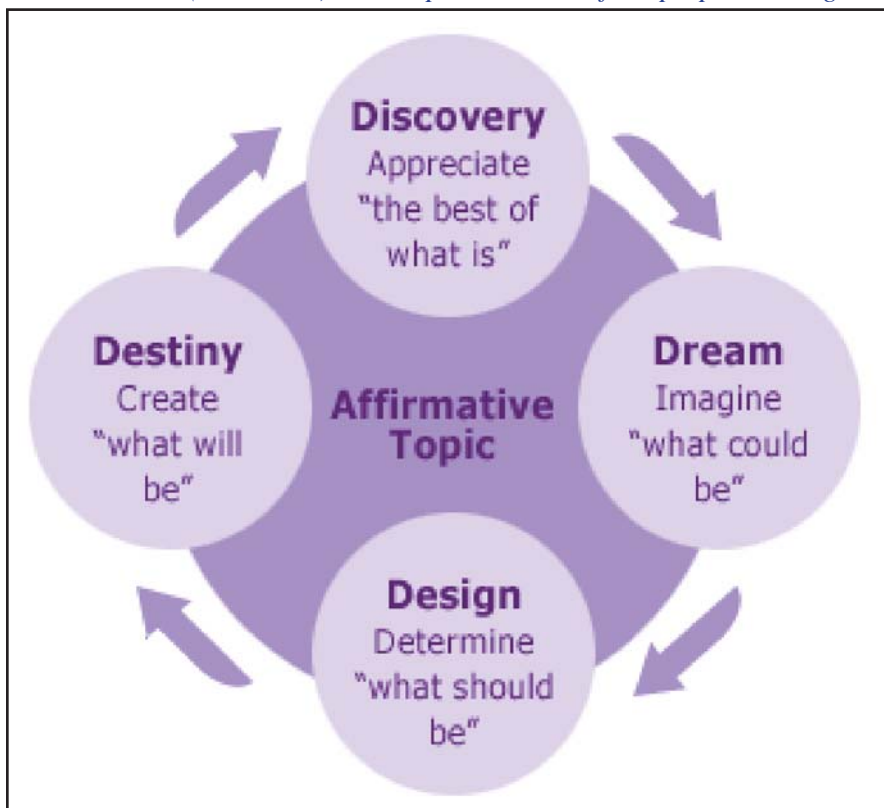 Discovery
Appreciate
“the best of
what is”
Dream
Imagine
“what could
be”
Affirmative
Topic
Design
Determine
“what should
be”
Destiny
Create
“what will
be”